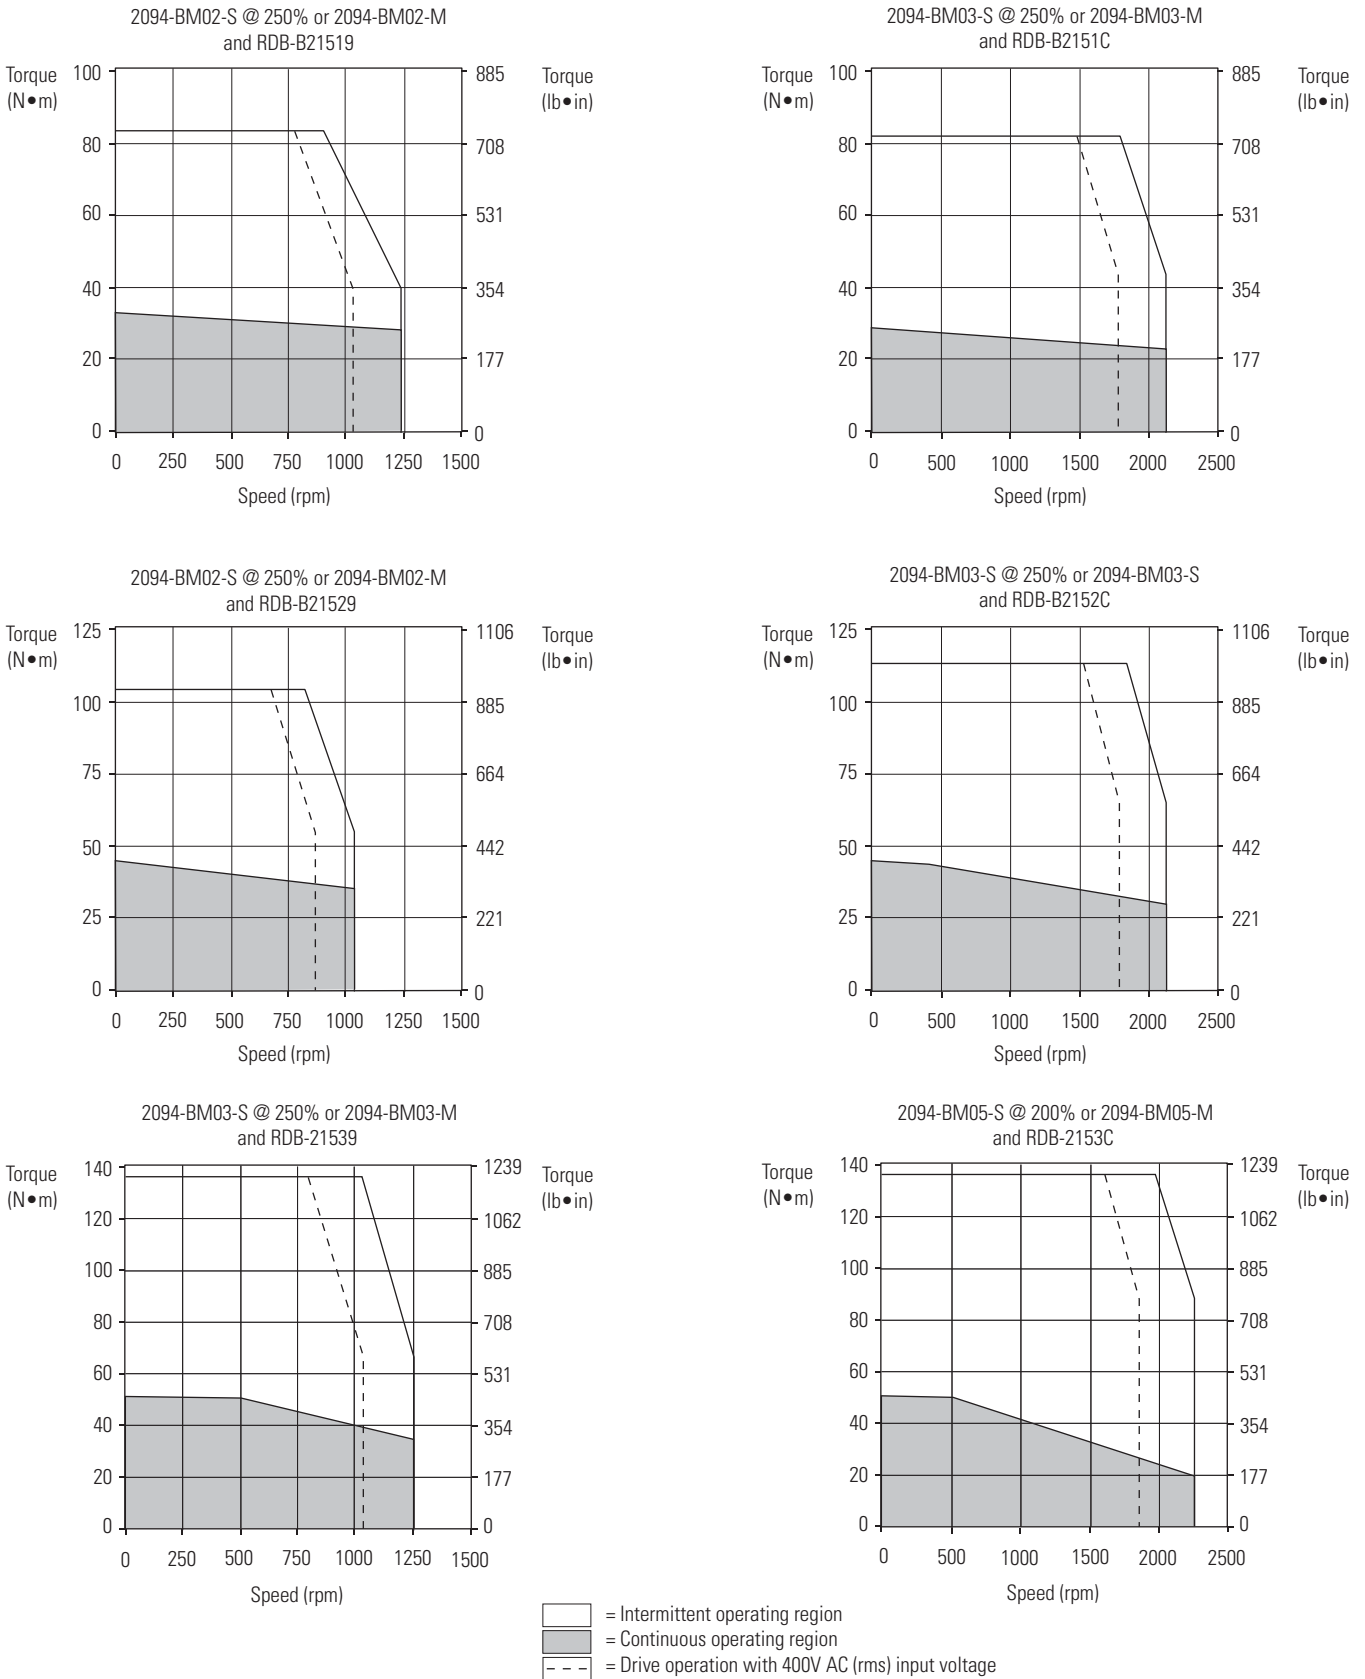 2094-BM02-S @ 250% or 2094-BM02-M
and RDB-B21519
Torque
(N•m)
100
80
60
40
20
0
885
708
531
354
177
0
Torque
(lb•in)
0 250 500 750 1000 1250 1500
Speed (rpm)
2094-BM03-S @ 250% or 2094-BM03-M
and RDB-B2151C
Torque
(N•m)
100
80
60
40
20
0
885
708
531
354
177
0
Torque
(lb•in)
0 500 1000 1500 2000 2500
Speed (rpm)
2094-BM02-S @ 250% or 2094-BM02-M
and RDB-B21529
Torque
(N•m)
125
100
75
50
25
0
1106
885
664
442
221
0
Torque
(lb•in)
0 250 500 750 1000 1250 1500
Speed (rpm)
2094-BM03-S @ 250% or 2094-BM03-S
and RDB-B2152C
Torque
(N•m)
125
100
75
50
25
0
1106
885
664
442
221
0
Torque
(lb•in)
0 500 1000 1500 2000 2500
Speed (rpm)
2094-BM03-S @ 250% or 2094-BM03-M
and RDB-21539
Torque
(N•m)
140
120
100
80
60
40
20
0
1239
1062
885
708
531
354
177
0
Torque
(lb•in)
0 250 500 750 1000 1250 1500
Speed (rpm)
2094-BM05-S @ 200% or 2094-BM05-M
and RDB-2153C
Torque
(N•m)
140
120
100
80
60
40
20
0
1239
1062
885
708
531
354
177
0
Torque
(lb•in)
0 500 1000 1500 2000 2500
Speed (rpm)
= Intermittent operating region
= Continuous operating region
= Drive operation with 400V AC (rms) input voltage